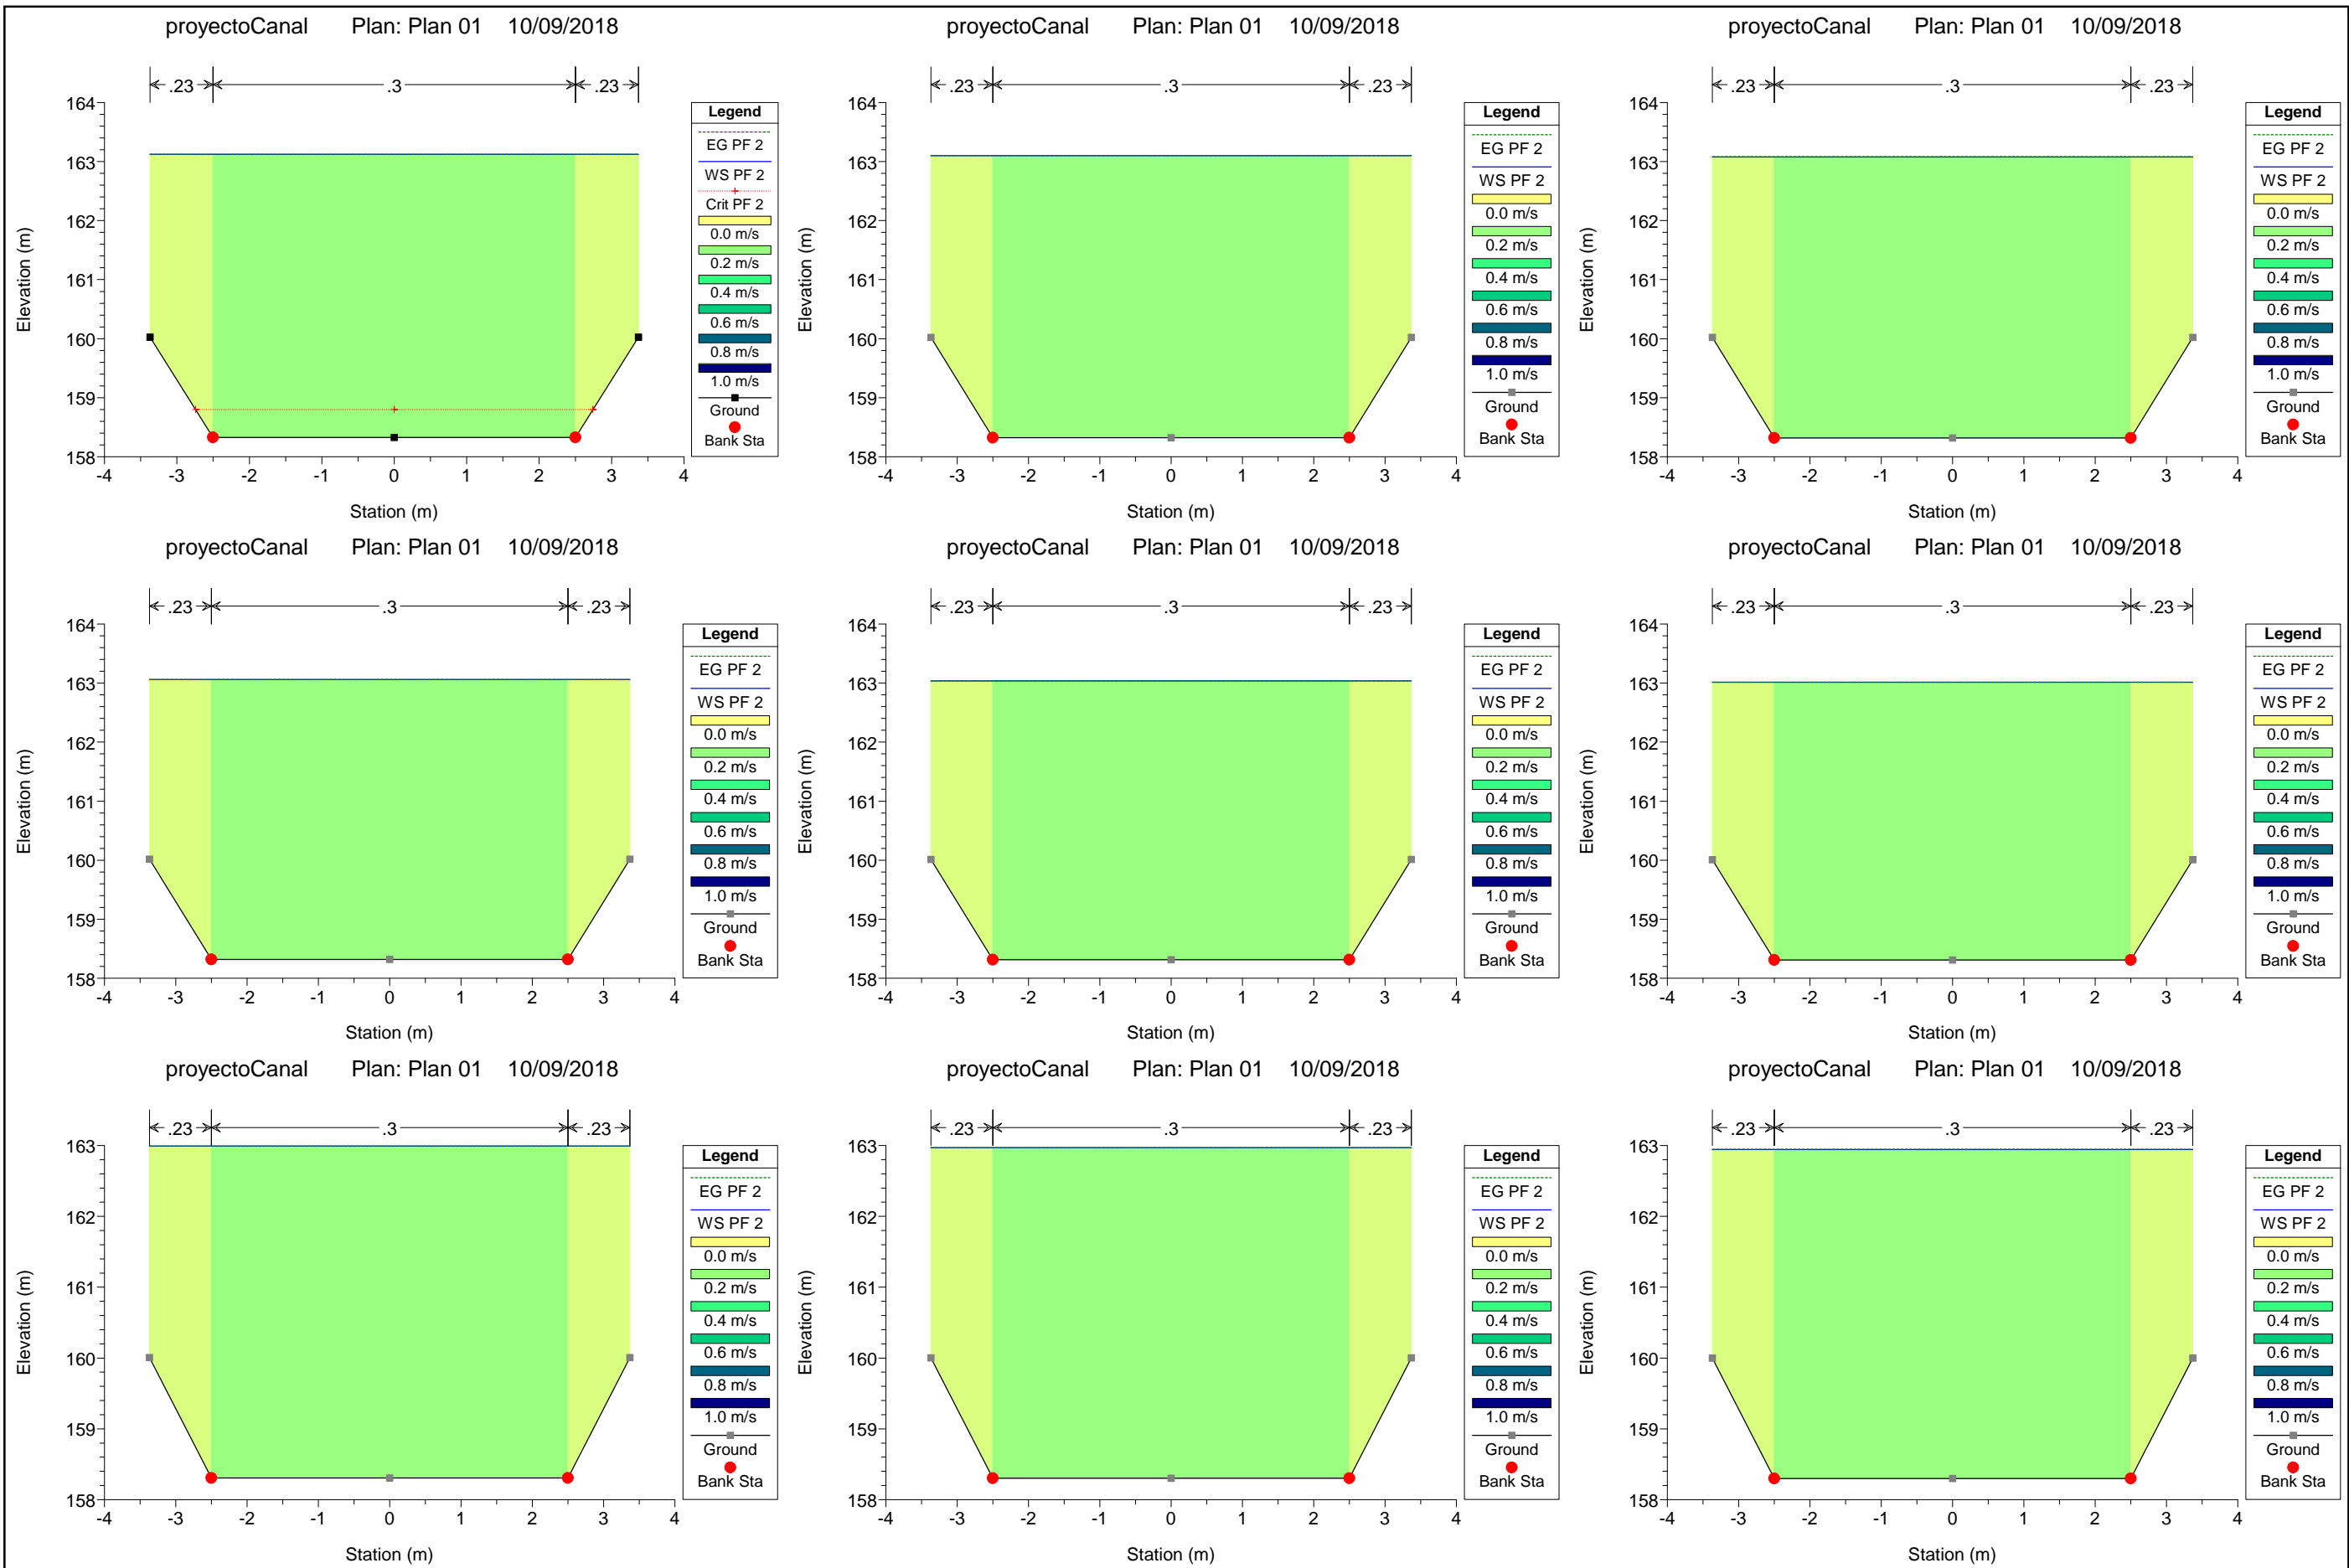 proyectoCanal Plan: Plan 01 10/09/2018
.23 .3 .23
164
163
162
161
160
159
158
-4 -3 -2 -1 0 1 2 3 4
Station (m)
Elevation (m)
Legend
EG PF 2
WS PF 2
Crit PF 2
0.0 m/s
0.2 m/s
0.4 m/s
0.6 m/s
0.8 m/s
1.0 m/s
Ground
Bank Sta
proyectoCanal Plan: Plan 01 10/09/2018
.23 .3 .23
164
163
162
161
160
159
158
-4 -3 -2 -1 0 1 2 3 4
Station (m)
Elevation (m)
Legend
EG PF 2
WS PF 2
0.0 m/s
0.2 m/s
0.4 m/s
0.6 m/s
0.8 m/s
1.0 m/s
Ground
Bank Sta
proyectoCanal Plan: Plan 01 10/09/2018
.23 .3 .23
164
163
162
161
160
159
158
-4 -3 -2 -1 0 1 2 3 4
Station (m)
Elevation (m)
Legend
EG PF 2
WS PF 2
0.0 m/s
0.2 m/s
0.4 m/s
0.6 m/s
0.8 m/s
1.0 m/s
Ground
Bank Sta
proyectoCanal Plan: Plan 01 10/09/2018
.23 .3 .23
164
163
162
161
160
159
158
-4 -3 -2 -1 0 1 2 3 4
Station (m)
Elevation (m)
Legend
EG PF 2
WS PF 2
0.0 m/s
0.2 m/s
0.4 m/s
0.6 m/s
0.8 m/s
1.0 m/s
Ground
Bank Sta
proyectoCanal Plan: Plan 01 10/09/2018
.23 .3 .23
164
163
162
161
160
159
158
-4 -3 -2 -1 0 1 2 3 4
Station (m)
Elevation (m)
Legend
EG PF 2
WS PF 2
0.0 m/s
0.2 m/s
0.4 m/s
0.6 m/s
0.8 m/s
1.0 m/s
Ground
Bank Sta
proyectoCanal Plan: Plan 01 10/09/2018
.23 .3 .23
164
163
162
161
160
159
158
-4 -3 -2 -1 0 1 2 3 4
Station (m)
Elevation (m)
Legend
EG PF 2
WS PF 2
0.0 m/s
0.2 m/s
0.4 m/s
0.6 m/s
0.8 m/s
1.0 m/s
Ground
Bank Sta
proyectoCanal Plan: Plan 01 10/09/2018
.23 .3 .23
163
162
161
160
159
158
-4 -3 -2 -1 0 1 2 3 4
Station (m)
Elevation (m)
Legend
EG PF 2
WS PF 2
0.0 m/s
0.2 m/s
0.4 m/s
0.6 m/s
0.8 m/s
1.0 m/s
Ground
Bank Sta
proyectoCanal Plan: Plan 01 10/09/2018
.23 .3 .23
163
162
161
160
159
158
-4 -3 -2 -1 0 1 2 3 4
Station (m)
Elevation (m)
Legend
EG PF 2
WS PF 2
0.0 m/s
0.2 m/s
0.4 m/s
0.6 m/s
0.8 m/s
1.0 m/s
Ground
Bank Sta
proyectoCanal Plan: Plan 01 10/09/2018
.23 .3 .23
163
162
161
160
159
158
-4 -3 -2 -1 0 1 2 3 4
Station (m)
Elevation (m)
Legend
EG PF 2
WS PF 2
0.0 m/s
0.2 m/s
0.4 m/s
0.6 m/s
0.8 m/s
1.0 m/s
Ground
Bank Sta